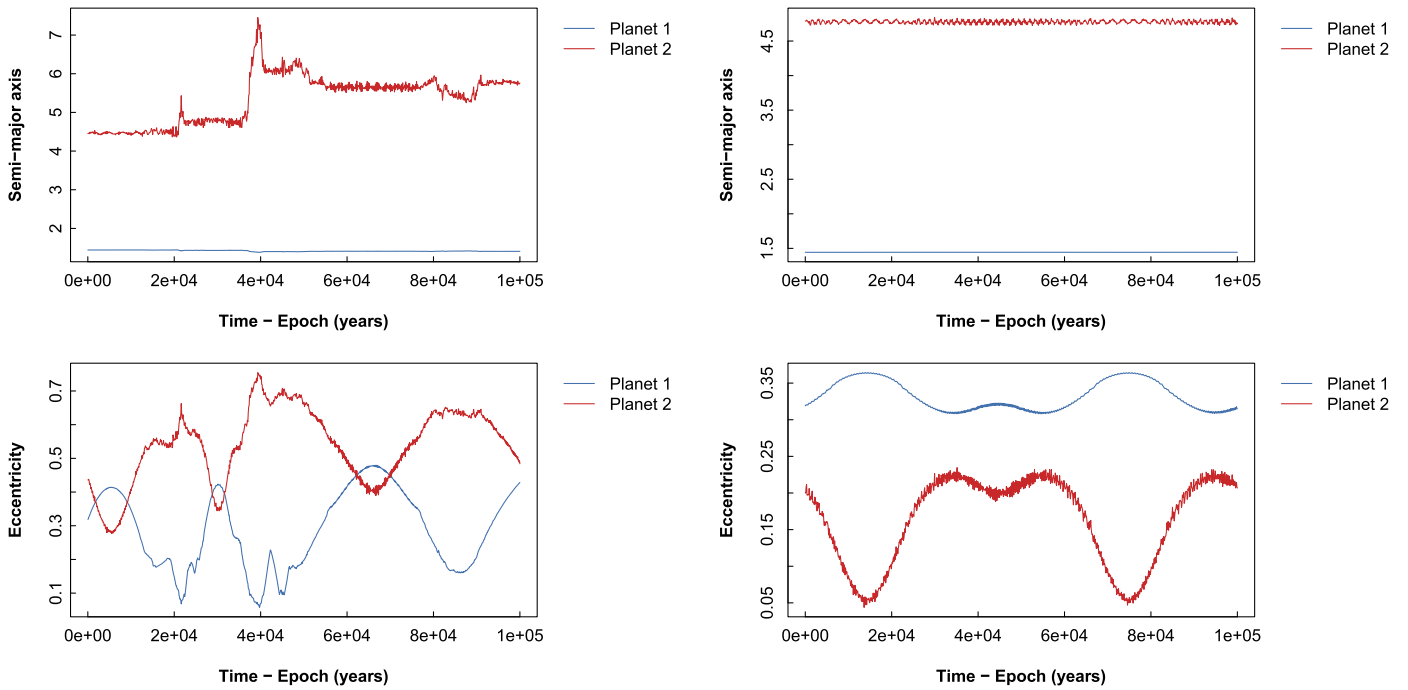 Semi−major axis
7
6
5
4
3
2
0e+00 2e+04 4e+04 6e+04 8e+04 1e+05
Time − Epoch (years)
Planet 1
Planet 2
Semi−major axis
4.5
3.5
2.5
1.5
0e+00 2e+04 4e+04 6e+04 8e+04 1e+05
Time − Epoch (years)
Planet 1
Planet 2
Eccentricity
0.7
0.5
0.3
0.1
0e+00 2e+04 4e+04 6e+04 8e+04 1e+05
Time − Epoch (years)
Planet 1
Planet 2
Eccentricity
0.35
0.25
0.15
0.05
0e+00 2e+04 4e+04 6e+04 8e+04 1e+05
Time − Epoch (years)
Planet 1
Planet 2